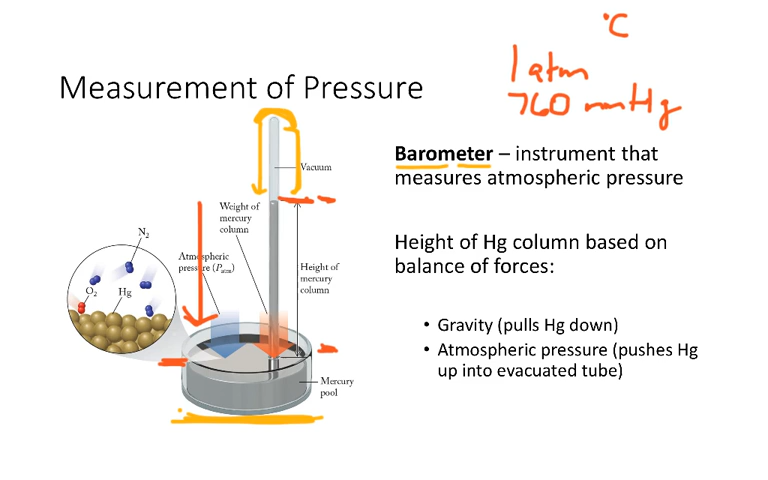 °C
1 atm
760 mmHg
Measurement of Pressure
Barometer – instrument that
measures atmospheric pressure
Vacuum
Weight of
mercury
column
N2
Atmospheric
pressure (Patm)
Height of
mercury
column
O2
Hg
Mercury
pool
Height of Hg column based on
balance of forces:
• Gravity (pulls Hg down)
• Atmospheric pressure (pushes Hg
up into evacuated tube)